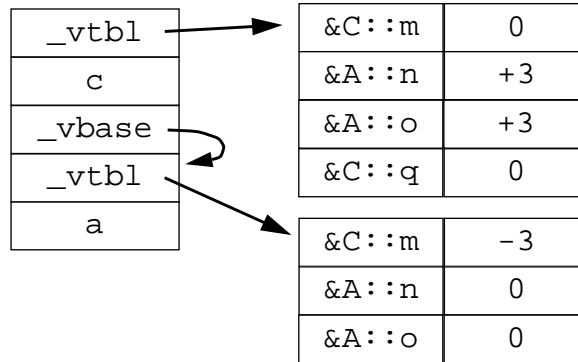 _vtbl
c
_vbase
_vtbl
a
&C::m 0
&A::n +3
&A::o +3
&C::q 0
&C::m -3
&A::n 0
&A::o 0